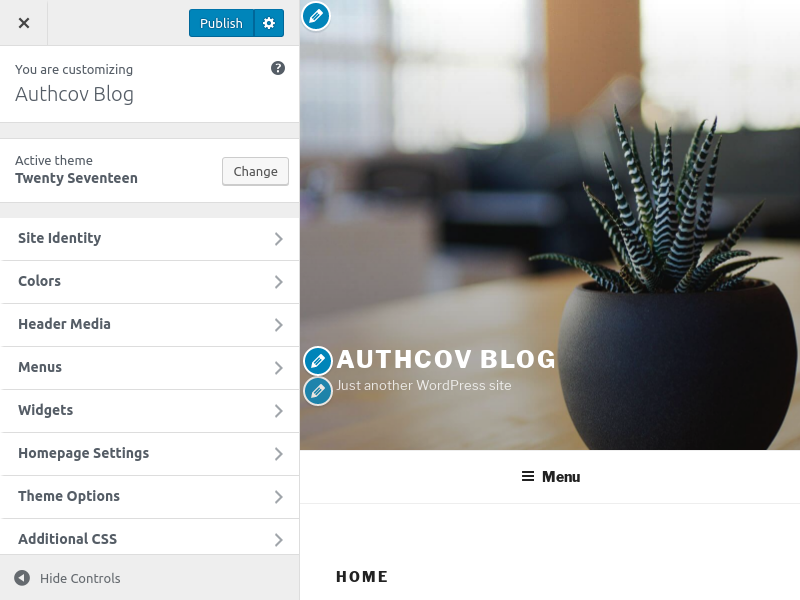 Publish
You are customizing
Authcov Blog
Active theme
Twenty Seventeen
Change
Site Identity
Colors
Header Media
Menus
Widgets
Homepage Settings
Theme Options
Additional CSS
Hide Controls
AUTHCOV BLOG
Just another WordPress site
Menu
HOME